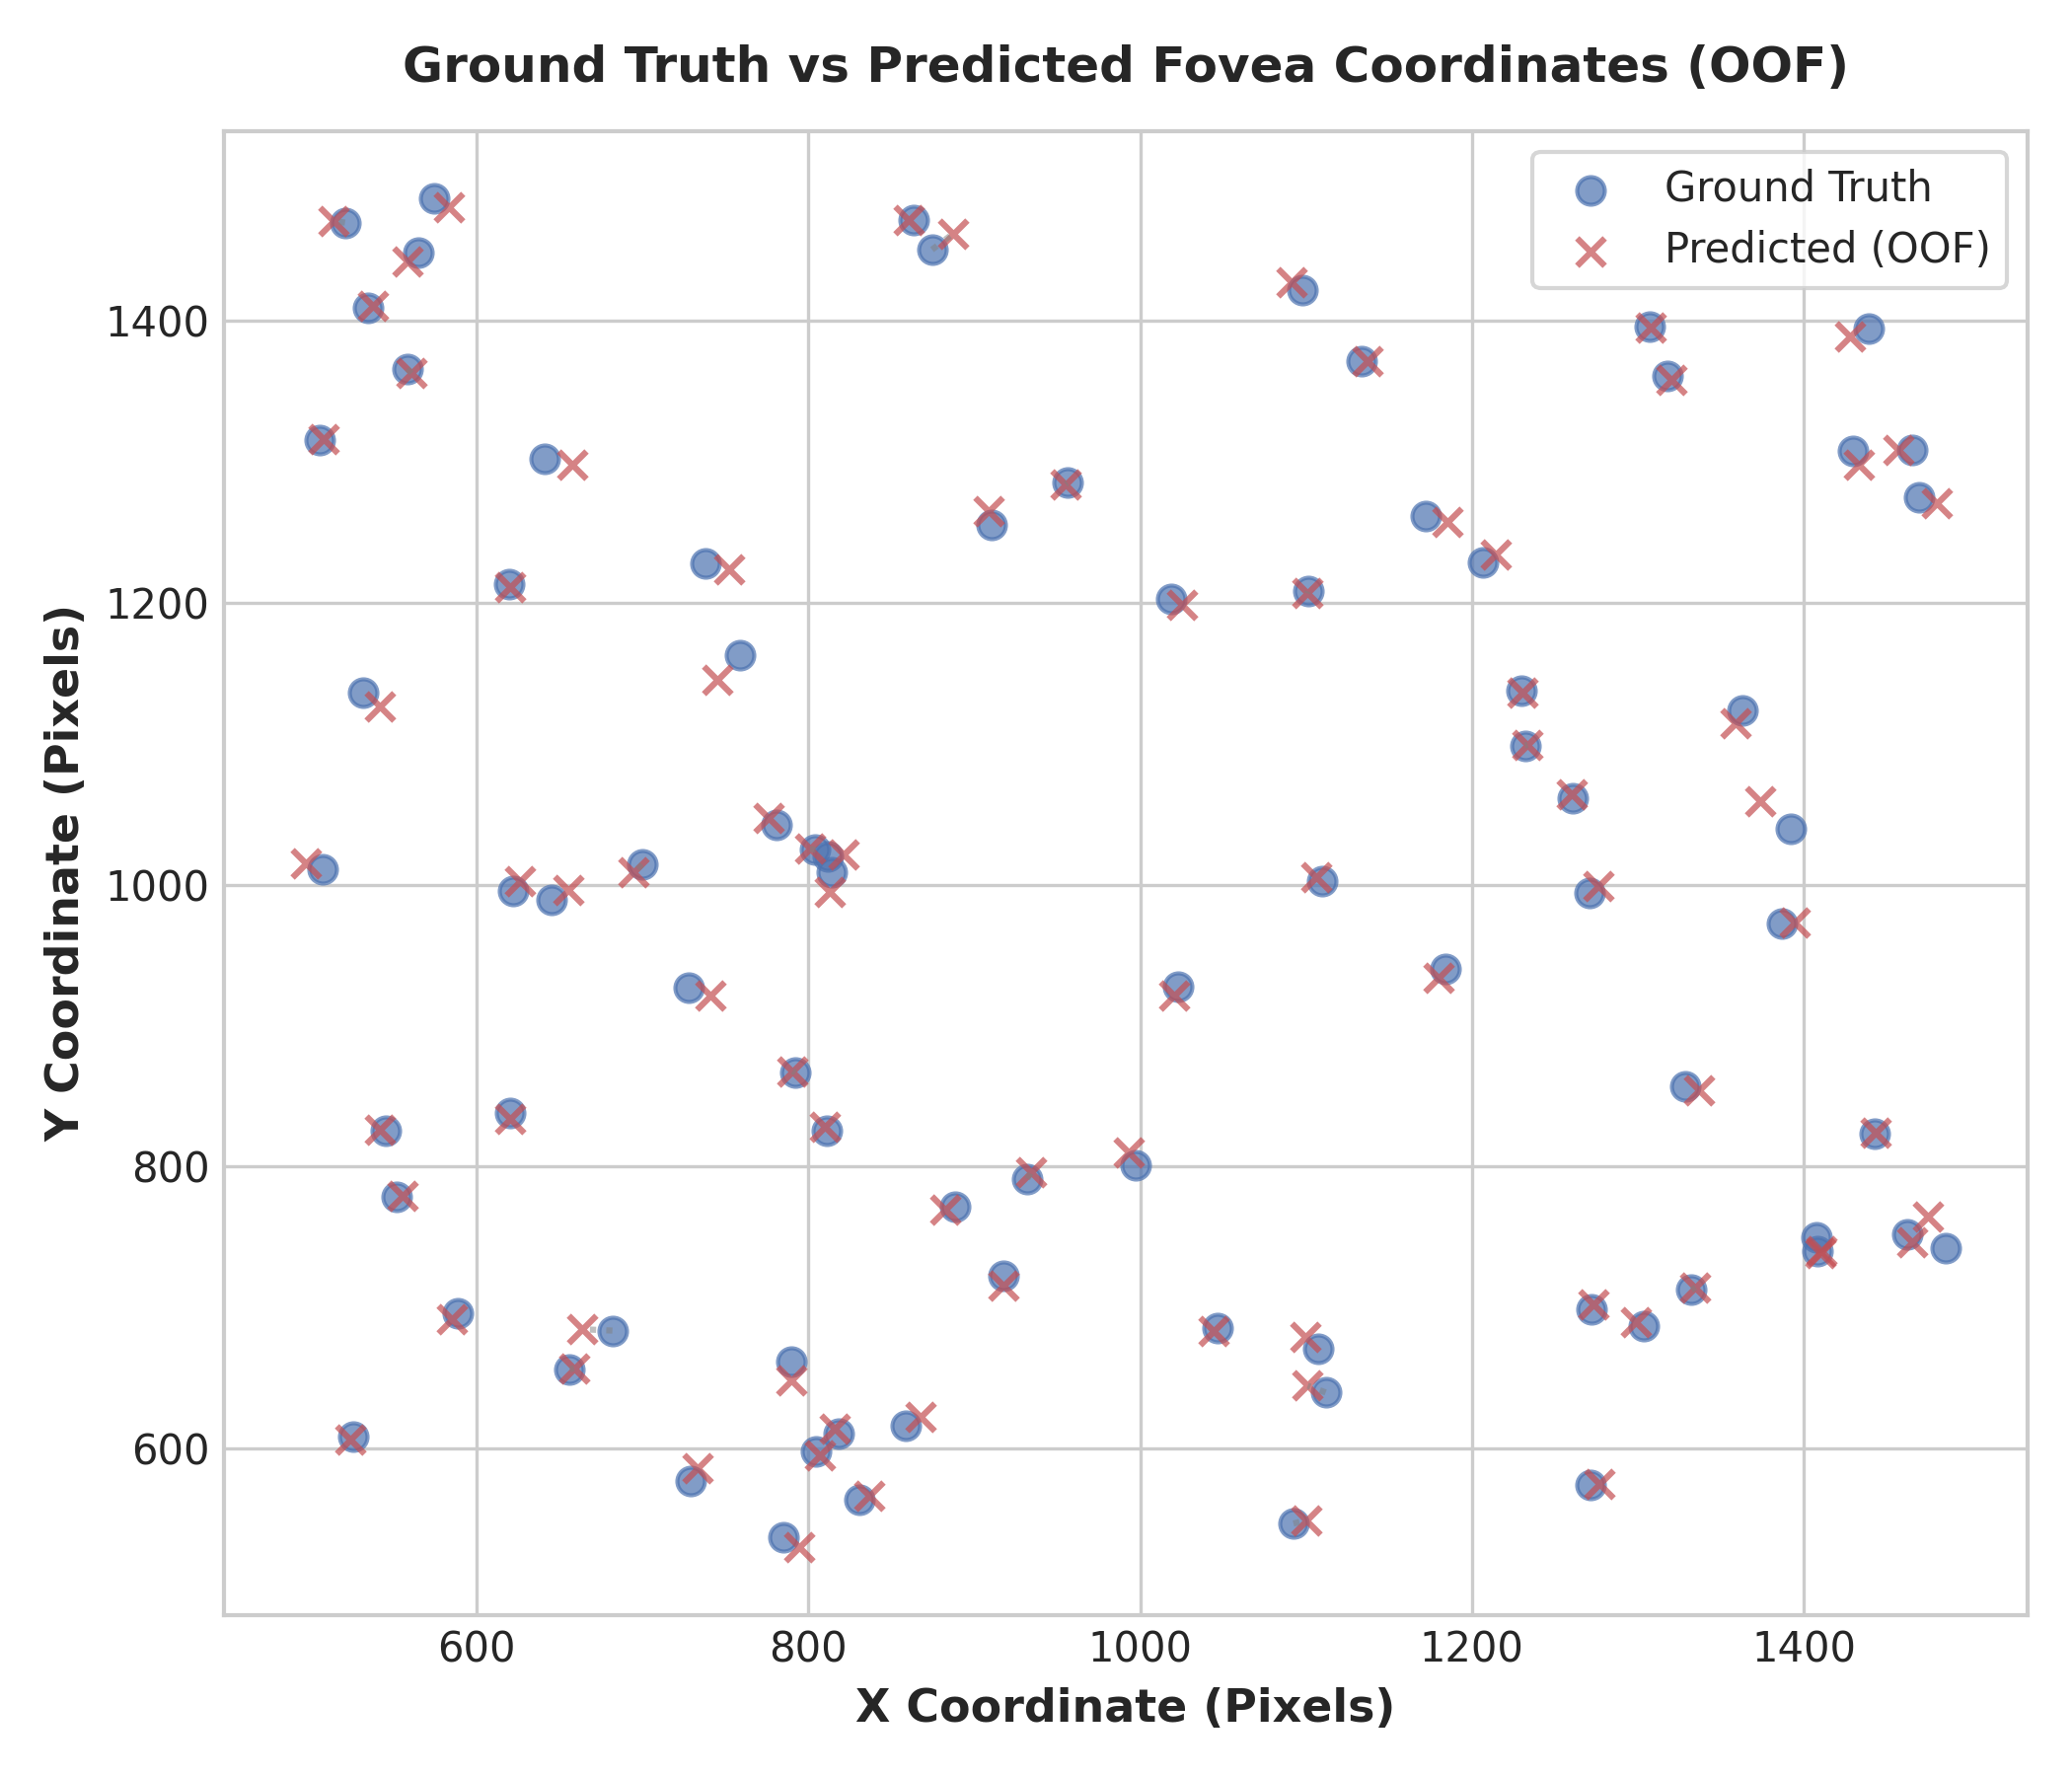 Ground Truth vs Predicted Fovea Coordinates (OOF)
Ground Truth
Predicted (OOF)
Y Coordinate (Pixels)
1400
1200
1000
800
600
600
800
1000
1200
1400
X Coordinate (Pixels)